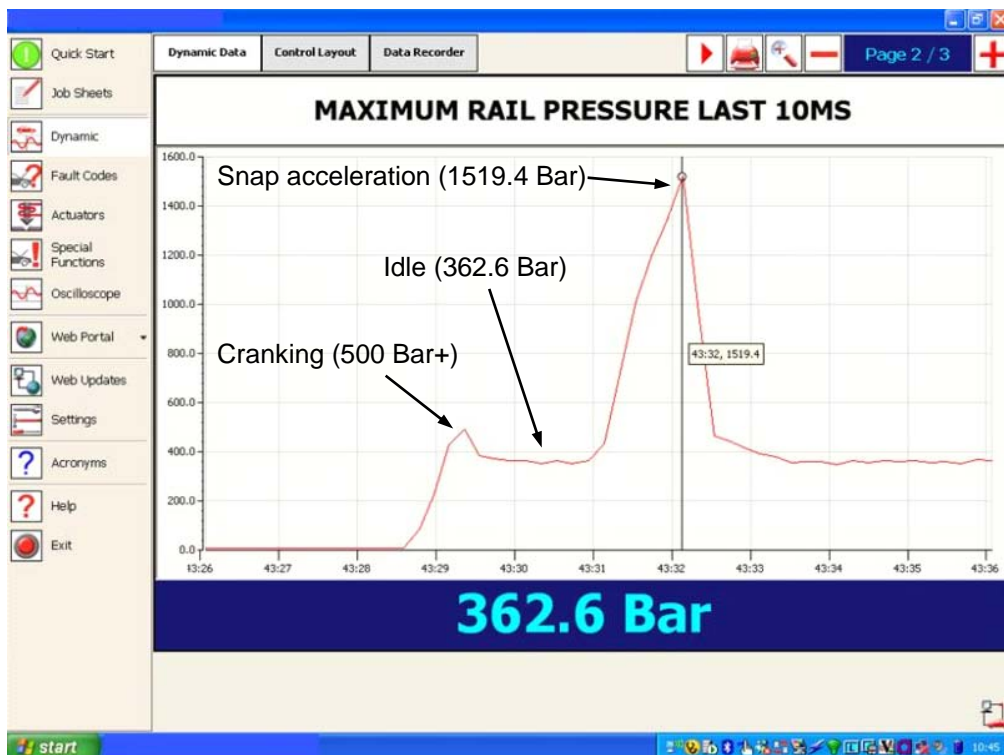 Quick Start
Dynamic Data
Control Layout
Data Recorder
Page 2 / 3
Job Sheets
Dynamic
Fault Codes
Actuators
Special
Functions
Oscilloscope
Web Portal
Web Updates
Settings
Acronyms
Help
Exit
MAXIMUM RAIL PRESSURE LAST 10MS
1600.0
1400.0
1200.0
1000.0
800.0
600.0
400.0
200.0
0.0
Snap acceleration (1519.4 Bar)
Idle (362.6 Bar)
Cranking (500 Bar+)
43:32, 1519.4
43:26
43:27
43:28
43:29
43:30
43:31
43:32
43:33
43:34
43:35
43:36
362.6 Bar
start
10:45